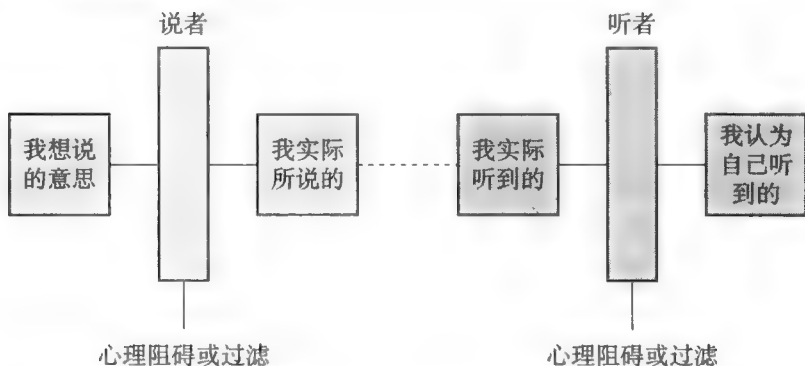 说者
听者
我想说
的意思
我实际
所说的
我实际
听到的
我认为
自己听
到的
心理阻碍或过滤
心理阻碍或过滤